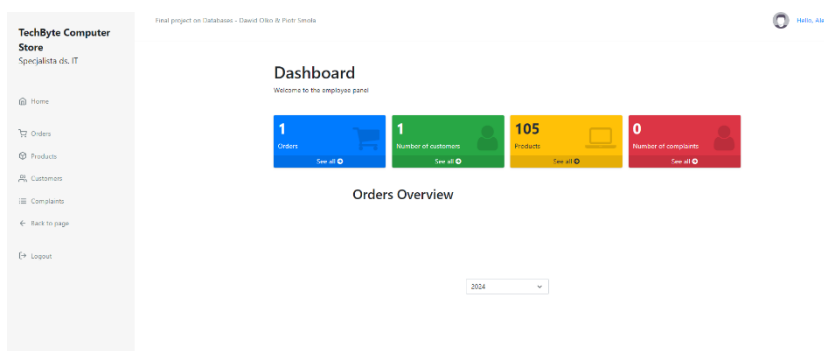 TechByte Computer
Store
Specjalista ds. IT
Home
Orders
Products
Customers
Complaints
Back to page
Logout
Final project on Databases - Dawid Olko & Piotr Smoła
Hello, Ale
Dashboard
Welcome to the employee panel
1
Orders
See all
1
Number of customers
See all
105
Products
See all
0
Number of complaints
See all
Orders Overview
2024